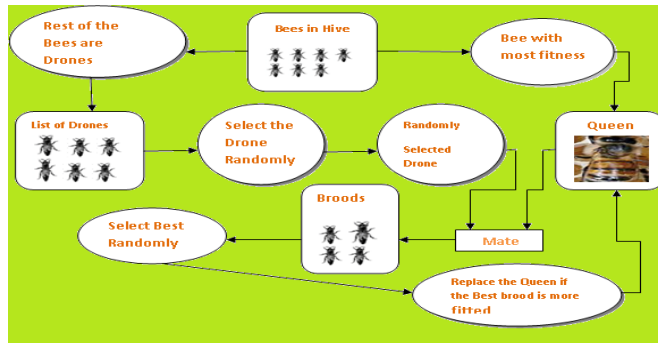 Rest of the
Bees are
Drones
Bees in Hive
Bee with
most fitness
List of Drones
Select the
Drone
Randomly
Randomly
Selected
Drone
Queen
Broods
Select Best
Randomly
Mate
Replace the Queen if
the Best brood is more
fitted